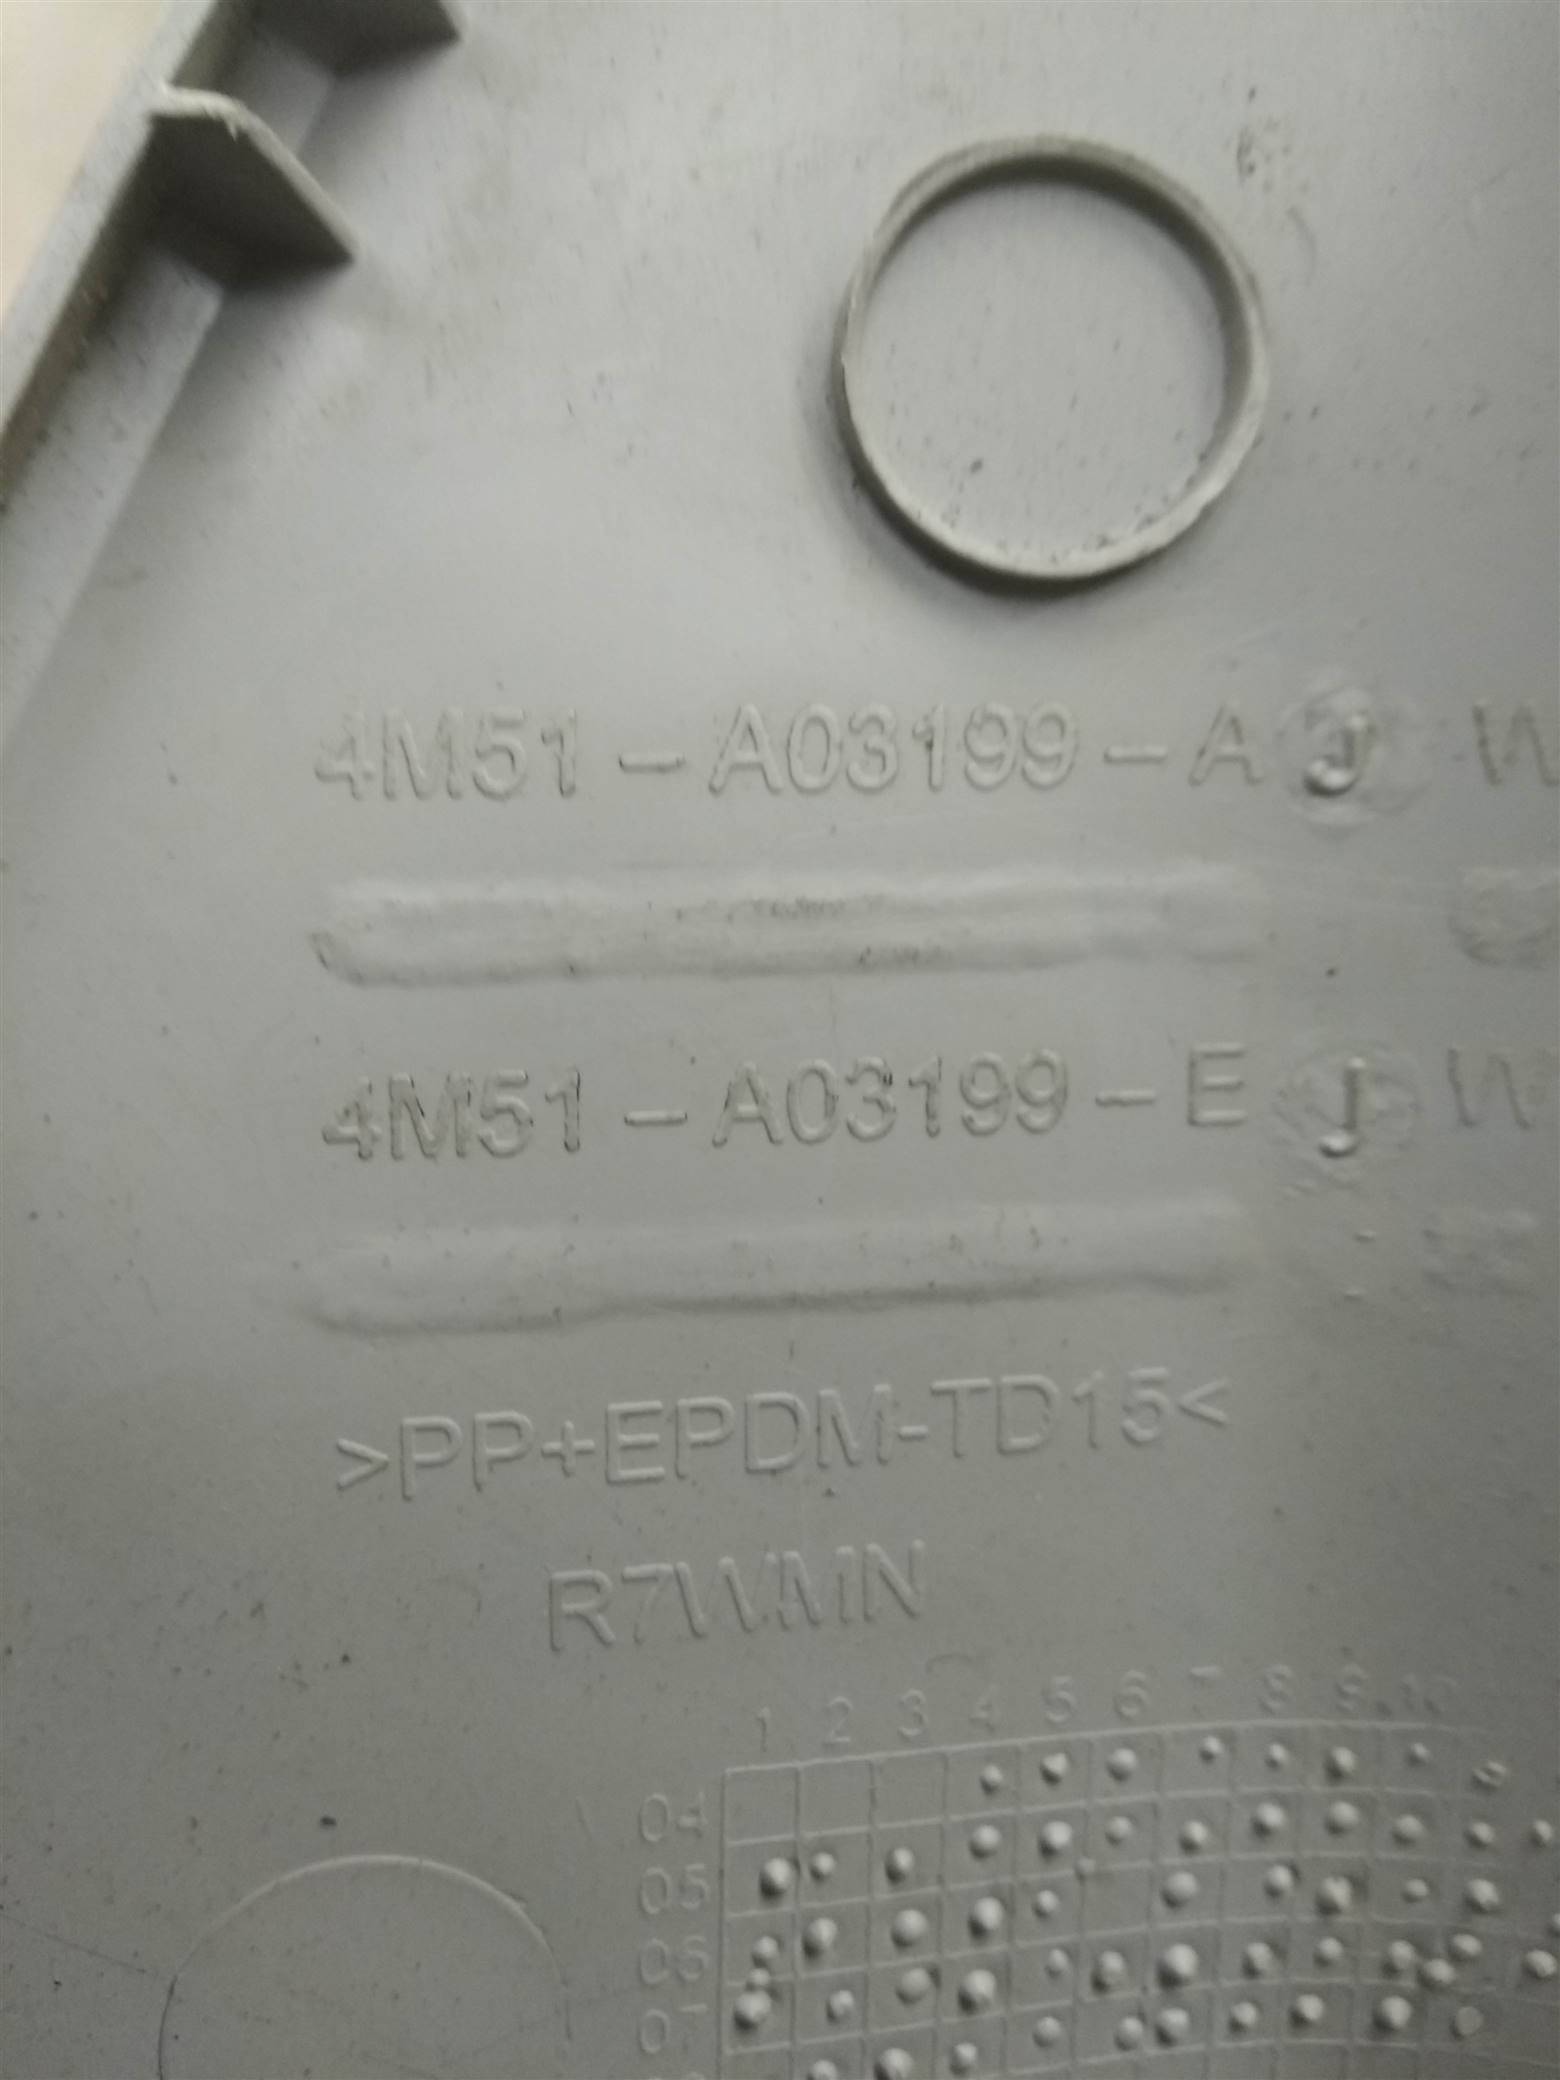 4M51-A03199-A J W
4M51-A03199-E J W
>PP+EPDM-TD15<
R7WMN
1 2 3 4 5 6 7 8 9 10
04
05
06
07